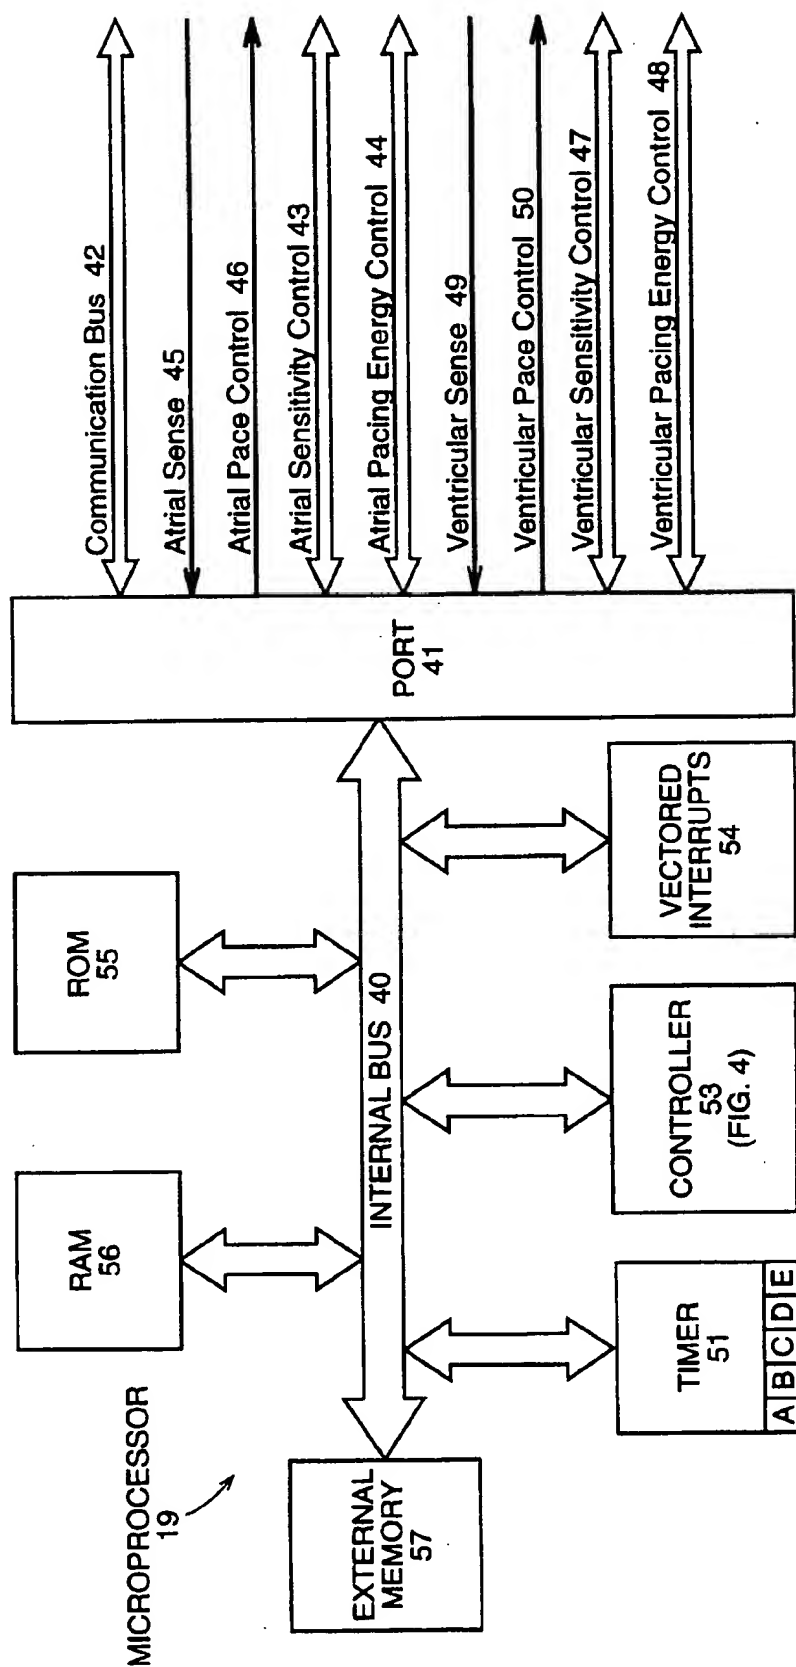 MICROPROCESSOR
19
RAM
56
ROM
55
EXTERNAL
MEMORY
57
INTERNAL BUS 40
TIMER
51
A B C D E
CONTROLLER
53
(FIG. 4)
VECTORED
INTERRUPTS
54
PORT
41
Communication Bus 42
Atrial Sense 45
Atrial Pace Control 46
Atrial Sensitivity Control 43
Atrial Pacing Energy Control 44
Ventricular Sense 49
Ventricular Pace Control 50
Ventricular Sensitivity Control 47
Ventricular Pacing Energy Control 48